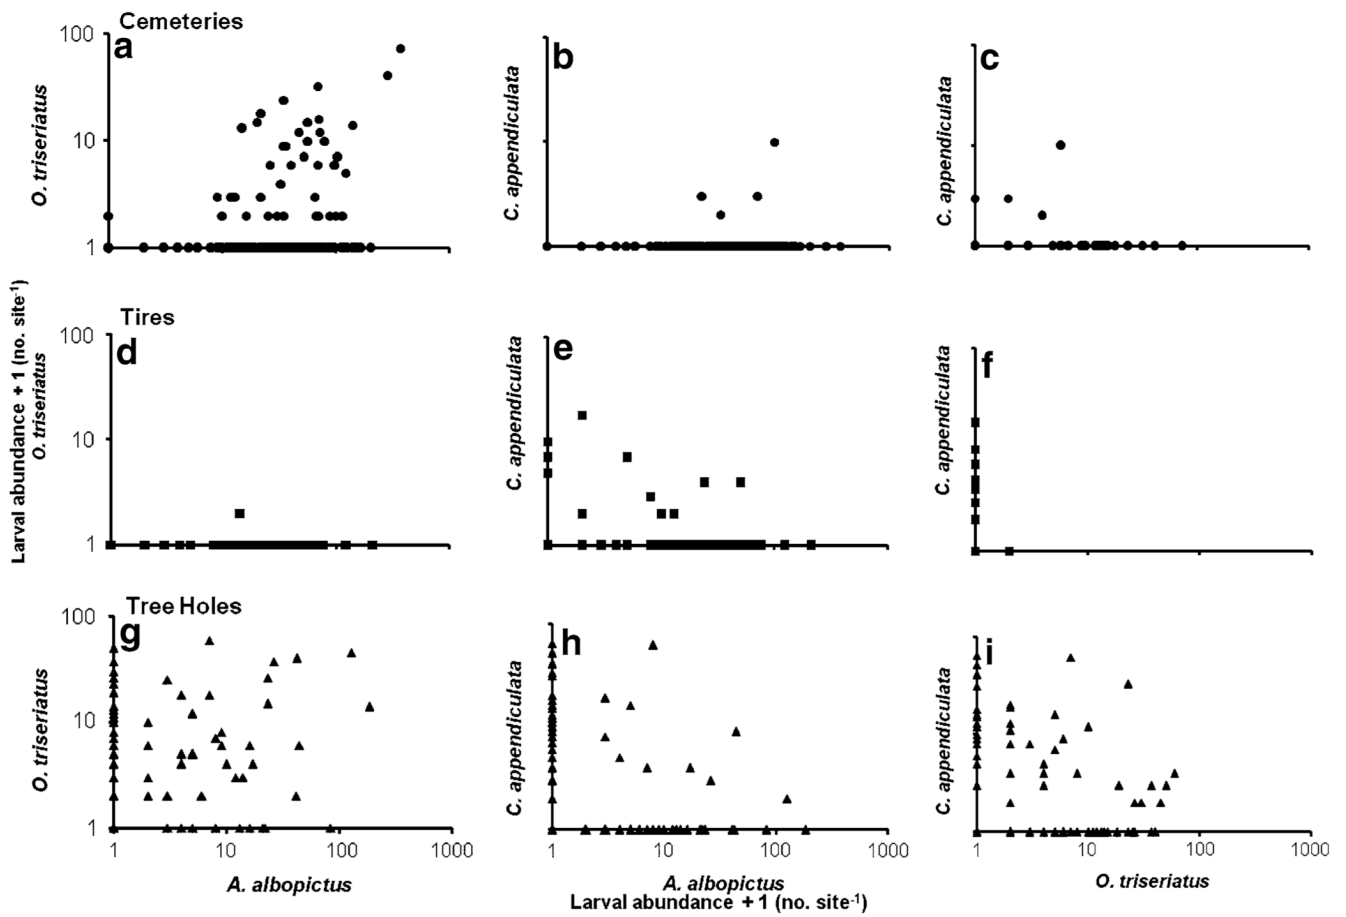 Cemeteries
a
b
c
100
10
1
O. triseriatus
C. appendiculata
C. appendiculata
Tires
d
e
f
100
10
1
Larval abundance + 1 (no. site-1)
O. triseriatus
C. appendiculata
C. appendiculata
Tree Holes
g
h
i
100
10
1
O. triseriatus
C. appendiculata
C. appendiculata
1 10 100 1000
1 10 100 1000
1 10 100 1000
A. albopictus
A. albopictus
O. triseriatus
Larval abundance + 1 (no. site-1)